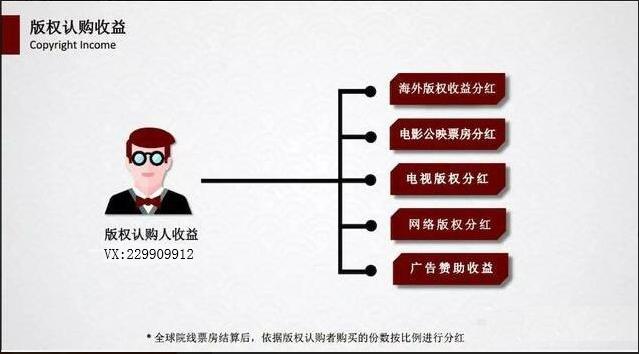 版权认购收益
Copyright Income
海外版权收益分红
电影公映票房分红
电视版权分红
网络版权分红
广告赞助收益
版权认购人收益
VX:229909912
* 全球院线票房结算后，依据版权认购者购买的份数按比例进行分红